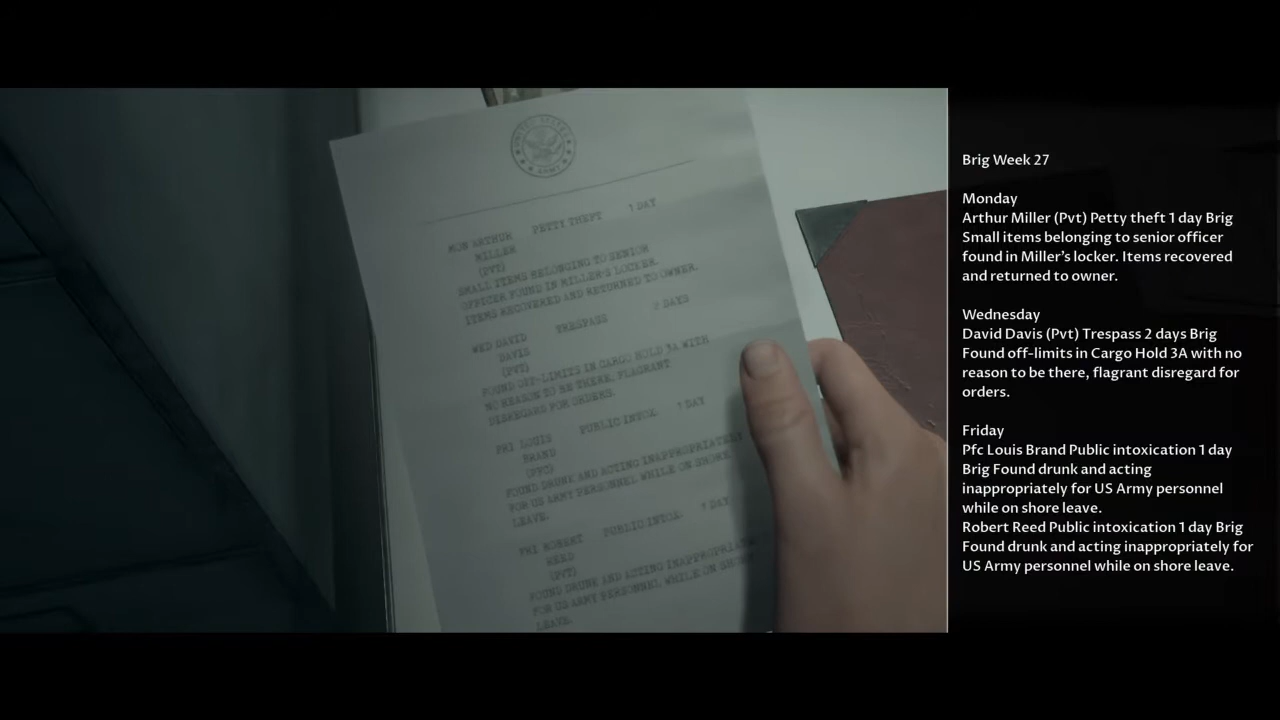 UNITED STATES
ARMY
MON ARTHUR PETTY THEFT 1 DAY
MILLER
(PVT)
SMALL ITEMS BELONGING TO SENIOR
OFFICER FOUND IN MILLER'S LOCKER.
ITEMS RECOVERED AND RETURNED TO OWNER.
WED DAVID TRESPASS 2 DAYS
DAVIS
(PVT)
FOUND OFF-LIMITS IN CARGO HOLD 3A WITH
NO REASON TO BE THERE, FLAGRANT
DISREGARD FOR ORDERS.
FRI LOUIS PUBLIC INTOX. 1 DAY
BRAND
(PFC)
FOUND DRUNK AND ACTING INAPPROPRIATELY
FOR US ARMY PERSONNEL WHILE ON SHORE
LEAVE.
FRI ROBERT PUBLIC INTOX. 1 DAY
REED
(PVT)
FOUND DRUNK AND ACTING INAPPROPRIATE
FOR US ARMY PERSONNEL WHILE ON SHORE
LEAVE.
Brig Week 27
Monday
Arthur Miller (Pvt) Petty theft 1 day Brig
Small items belonging to senior officer
found in Miller's locker. Items recovered
and returned to owner.
Wednesday
David Davis (Pvt) Trespass 2 days Brig
Found off-limits in Cargo Hold 3A with no
reason to be there, flagrant disregard for
orders.
Friday
Pfc Louis Brand Public intoxication 1 day
Brig Found drunk and acting
inappropriately for US Army personnel
while on shore leave.
Robert Reed Public intoxication 1 day Brig
Found drunk and acting inappropriately for
US Army personnel while on shore leave.